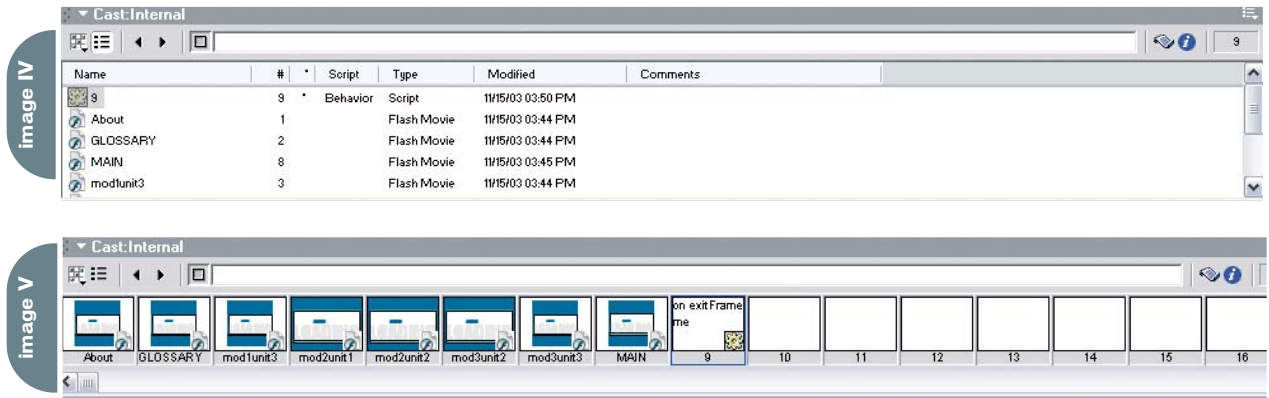 Cast:Internal
image IV
9
Name # * Script Type Modified Comments
9 9 * Behavior Script 11/15/03 03:50 PM
About 1 Flash Movie 11/15/03 03:44 PM
GLOSSARY 2 Flash Movie 11/15/03 03:44 PM
MAIN 8 Flash Movie 11/15/03 03:45 PM
mod1unit3 3 Flash Movie 11/15/03 03:44 PM
Cast:Internal
image V
on exitFrame
me
About GLOSSARY mod1unit3 mod2unit1 mod2unit2 mod3unit2 mod3unit3 MAIN 9 10 11 12 13 14 15 16